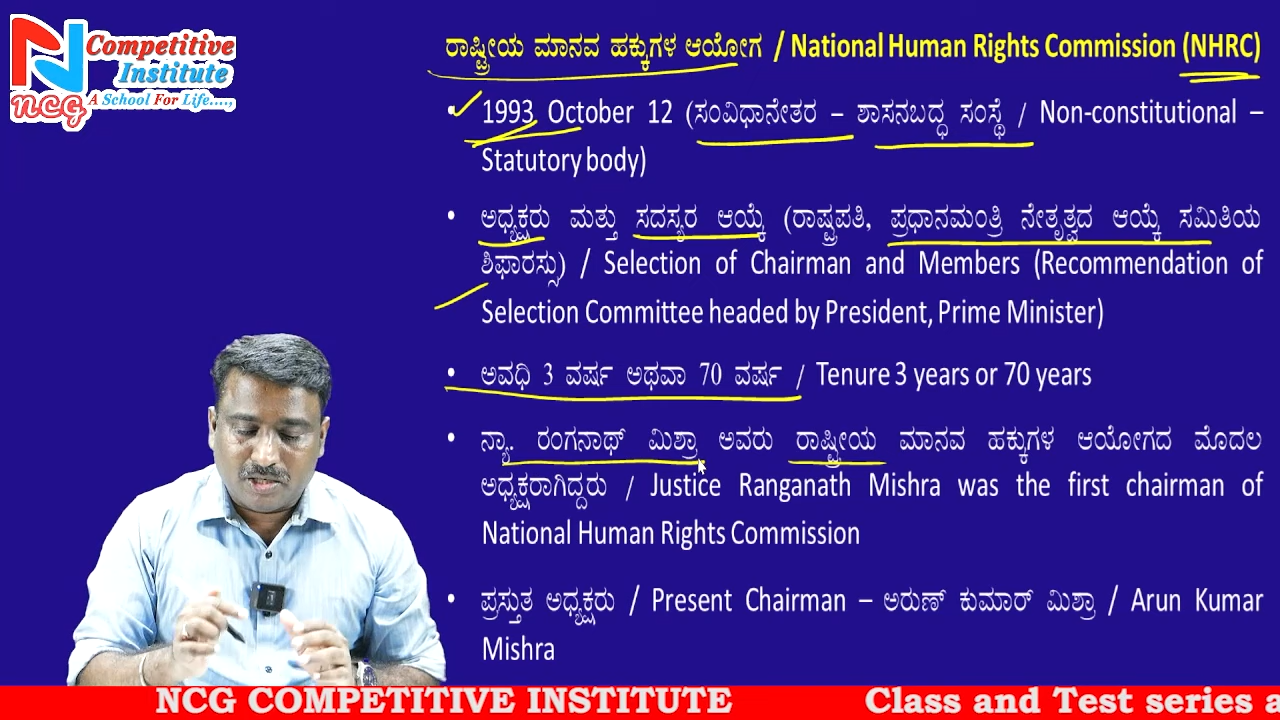 Competitive
Institute
NCG A School For Life....,
ರಾಷ್ಟ್ರೀಯ ಮಾನವ ಹಕ್ಕುಗಳ ಆಯೋಗ / National Human Rights Commission (NHRC)
• 1993 October 12 (ಸಂವಿಧಾನೇತರ – ಶಾಸನಬದ್ಧ ಸಂಸ್ಥೆ / Non-constitutional –
Statutory body)
• ಅಧ್ಯಕ್ಷರು ಮತ್ತು ಸದಸ್ಯರ ಆಯ್ಕೆ (ರಾಷ್ಟ್ರಪತಿ, ಪ್ರಧಾನಮಂತ್ರಿ ನೇತೃತ್ವದ ಆಯ್ಕೆ ಸಮಿತಿಯ
ಶಿಫಾರಸ್ಸು) / Selection of Chairman and Members (Recommendation of
Selection Committee headed by President, Prime Minister)
• ಅವಧಿ 3 ವರ್ಷ ಅಥವಾ 70 ವರ್ಷ / Tenure 3 years or 70 years
• ನ್ಯಾ. ರಂಗನಾಥ್ ಮಿಶ್ರಾ ಅವರು ರಾಷ್ಟ್ರೀಯ ಮಾನವ ಹಕ್ಕುಗಳ ಆಯೋಗದ ಮೊದಲ
ಅಧ್ಯಕ್ಷರಾಗಿದ್ದರು / Justice Ranganath Mishra was the first chairman of
National Human Rights Commission
• ಪ್ರಸ್ತುತ ಅಧ್ಯಕ್ಷರು / Present Chairman – ಅರುಣ್ ಕುಮಾರ್ ಮಿಶ್ರಾ / Arun Kumar
Mishra
NCG COMPETITIVE INSTITUTE Class and Test series a